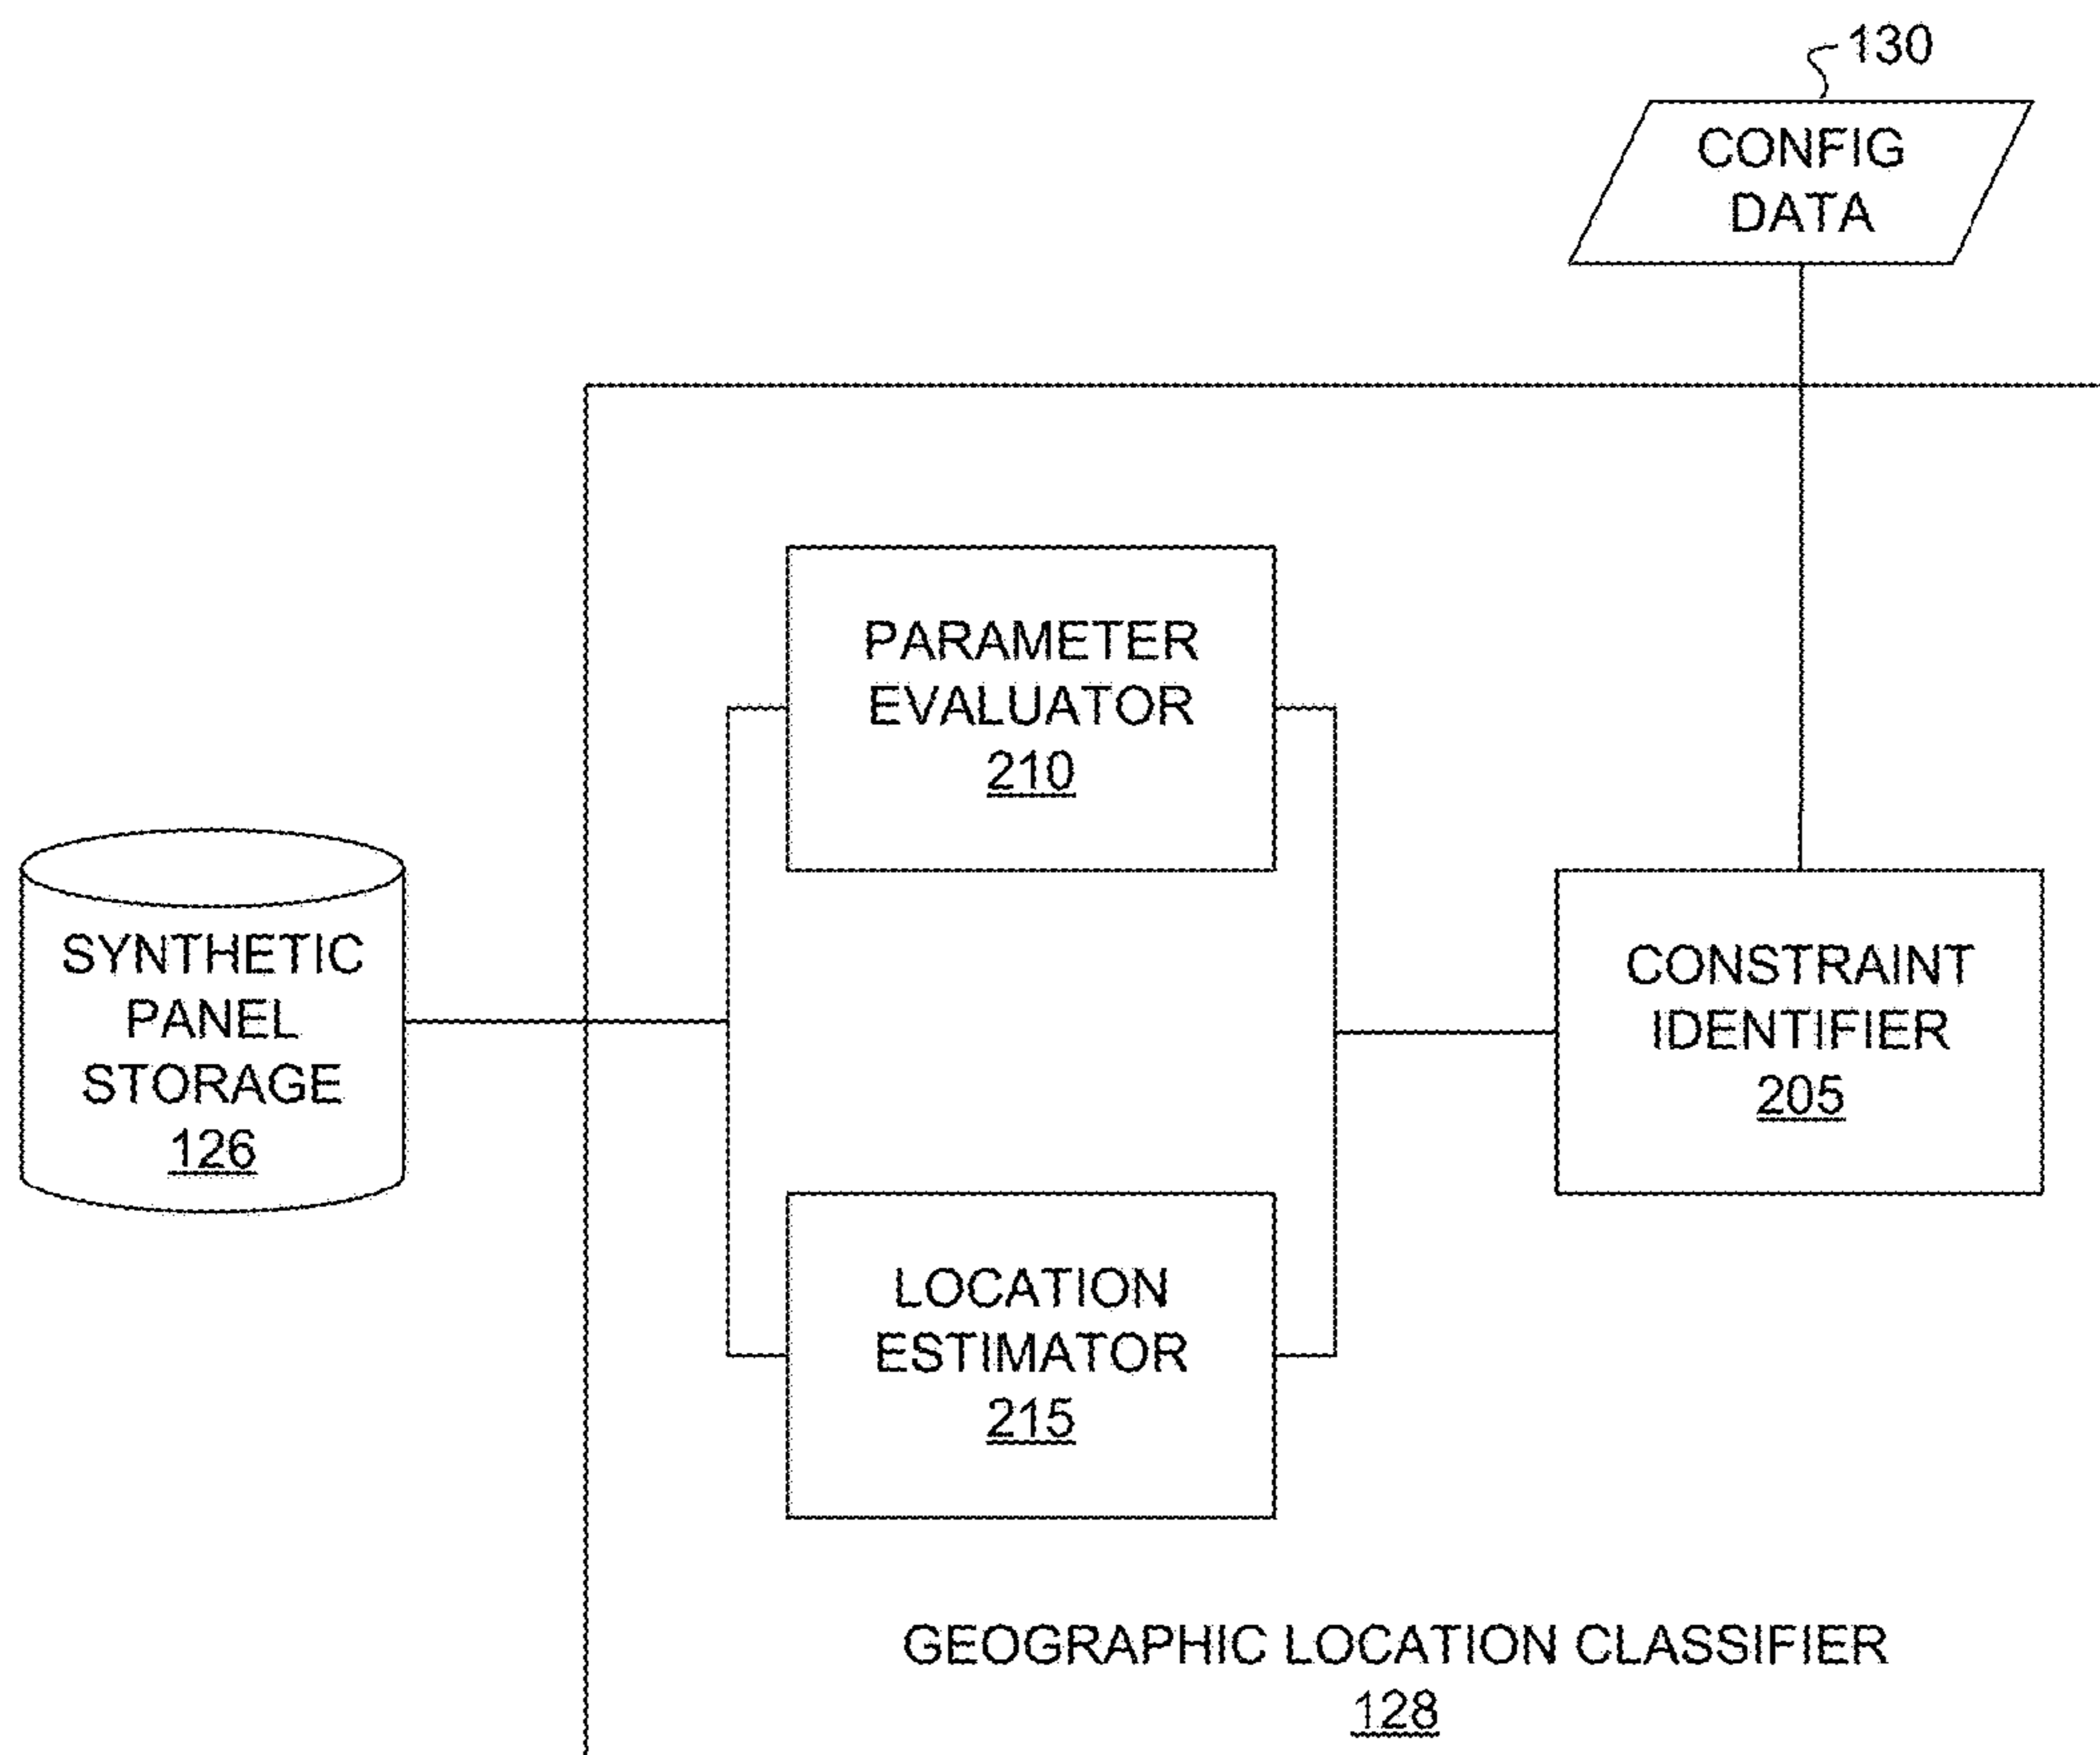 130
CONFIG
DATA
PARAMETER
EVALUATOR
210
SYNTHETIC
PANEL
STORAGE
126
CONSTRAINT
IDENTIFIER
205
LOCATION
ESTIMATOR
215
GEOGRAPHIC LOCATION CLASSIFIER
128